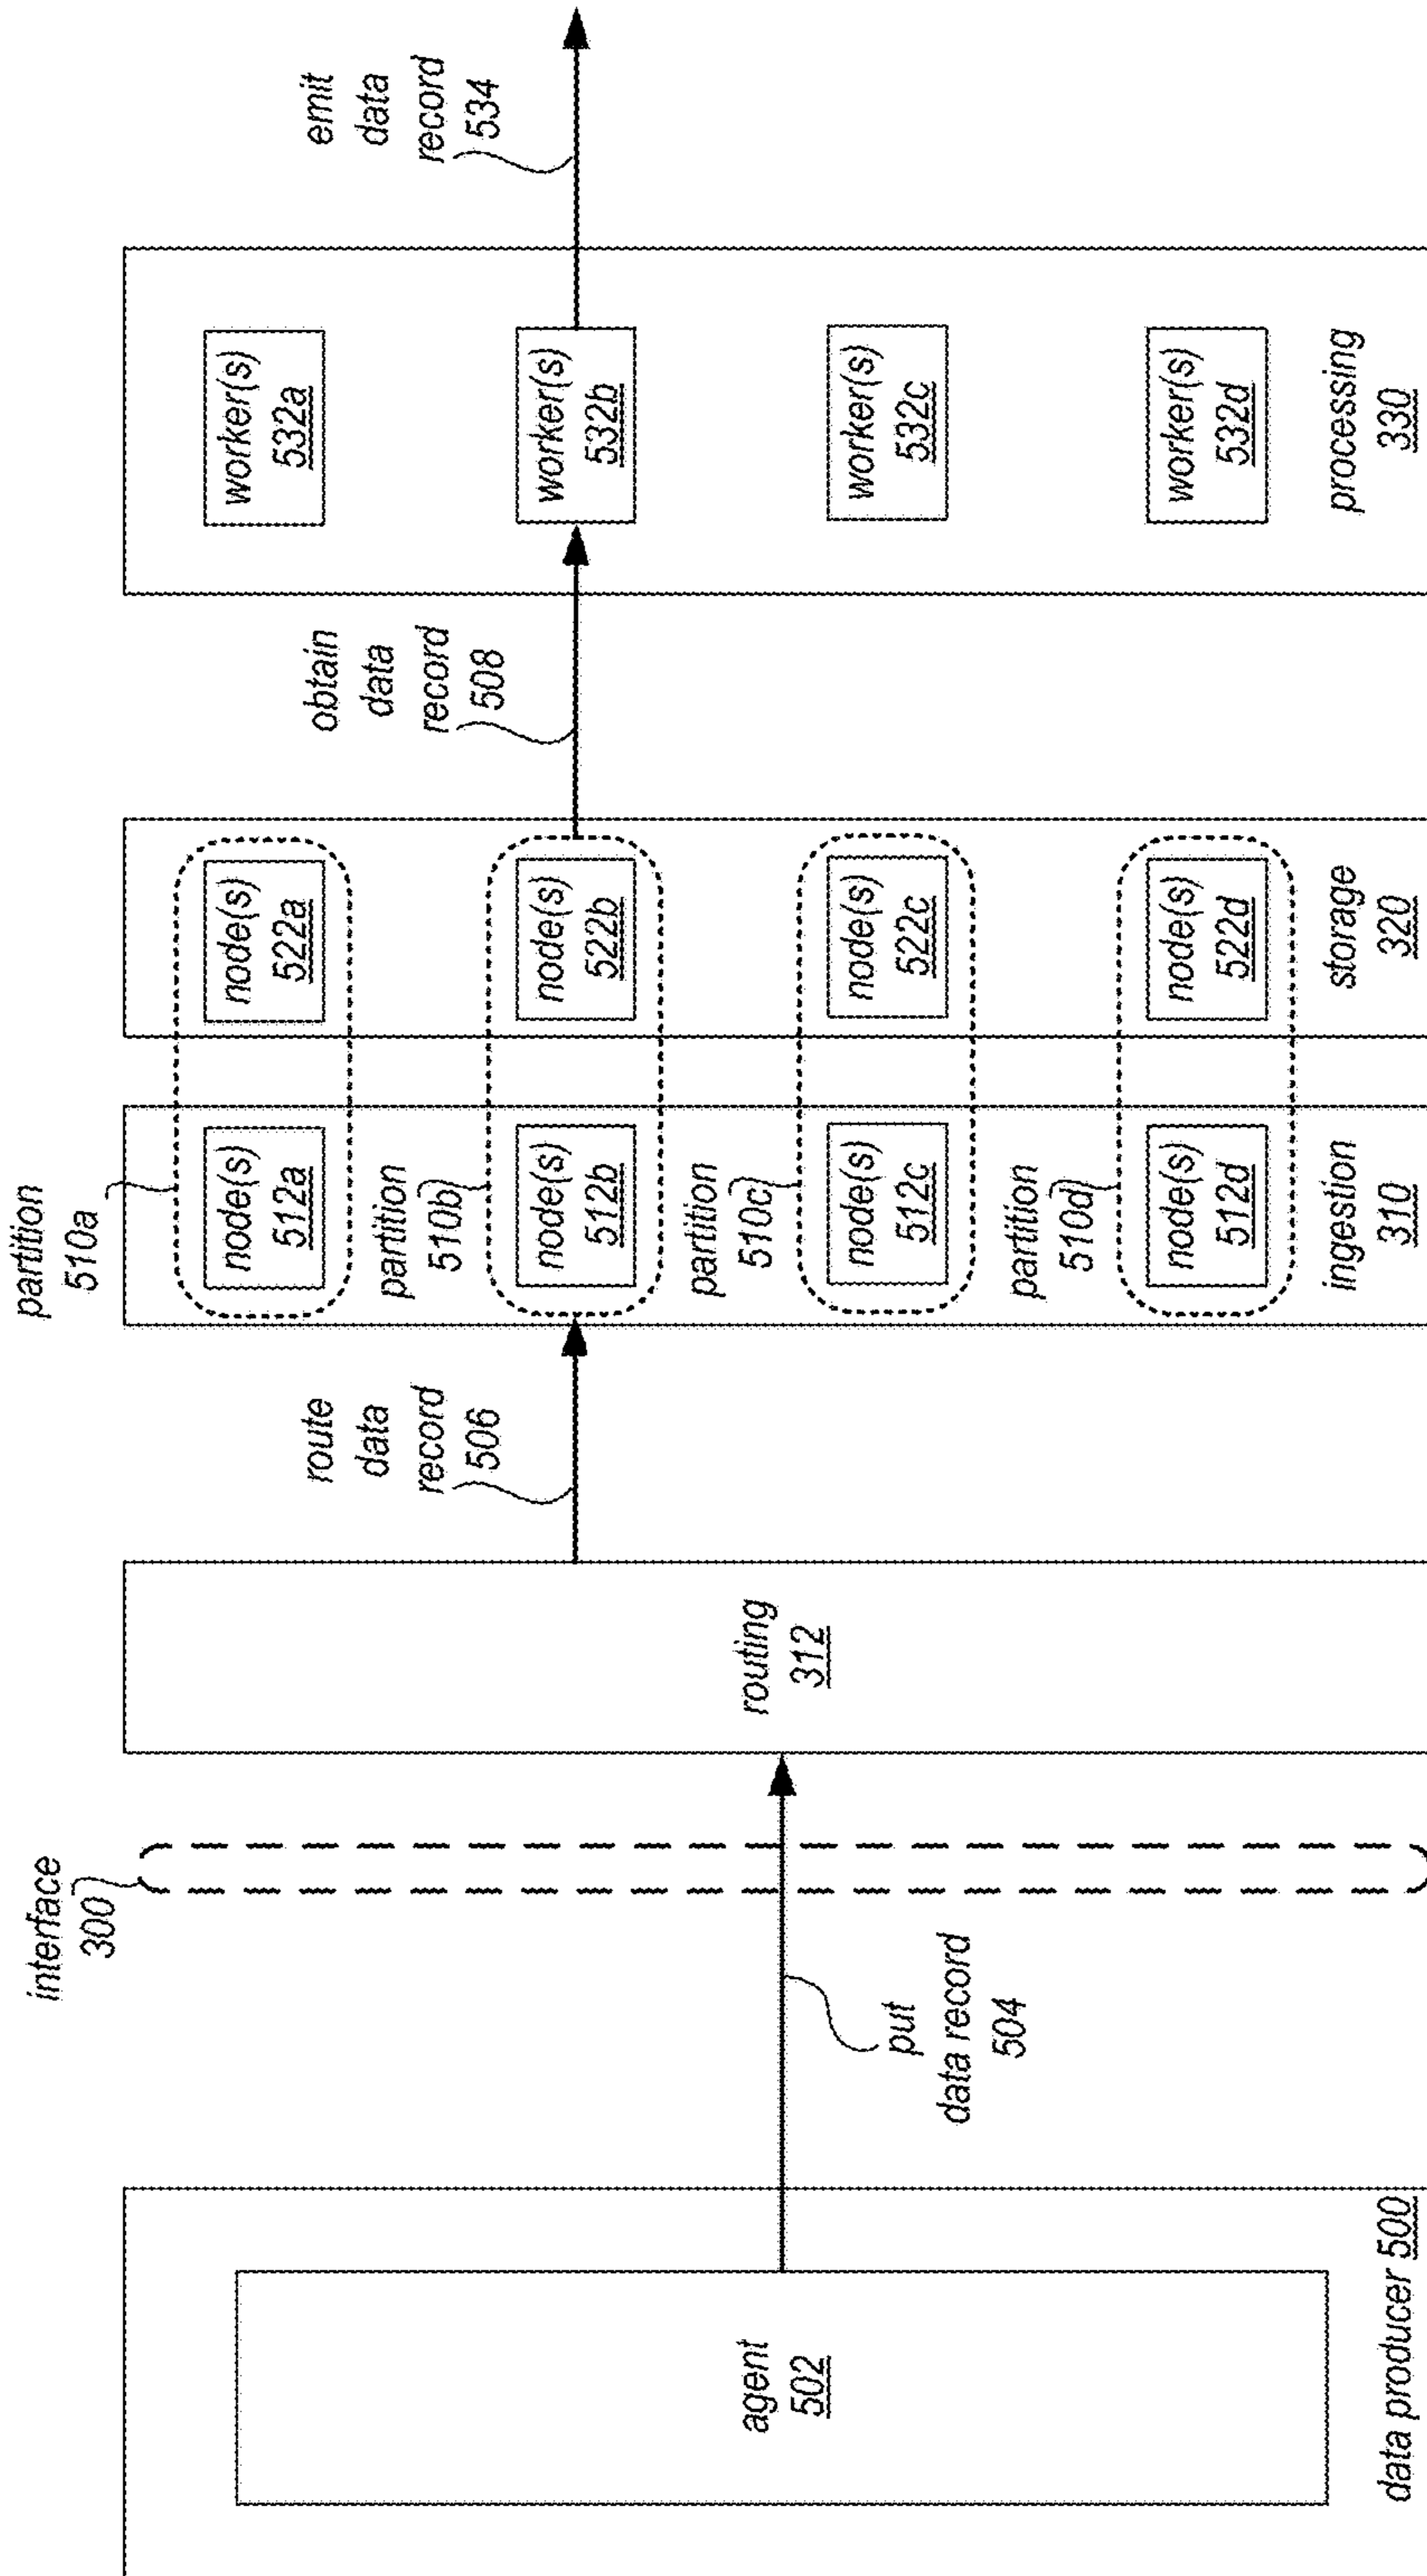 interface
300
agent
502
data producer 500
put
data record
504
routing
312
route
data
record
506
partition
510a
node(s)
512a
partition
510b
node(s)
512b
partition
510c
node(s)
512c
partition
510d
node(s)
512d
ingestion
310
node(s)
522a
node(s)
522b
node(s)
522c
node(s)
522d
storage
320
obtain
data
record
508
worker(s)
532a
worker(s)
532b
worker(s)
532c
worker(s)
532d
processing
330
emit
data
record
534